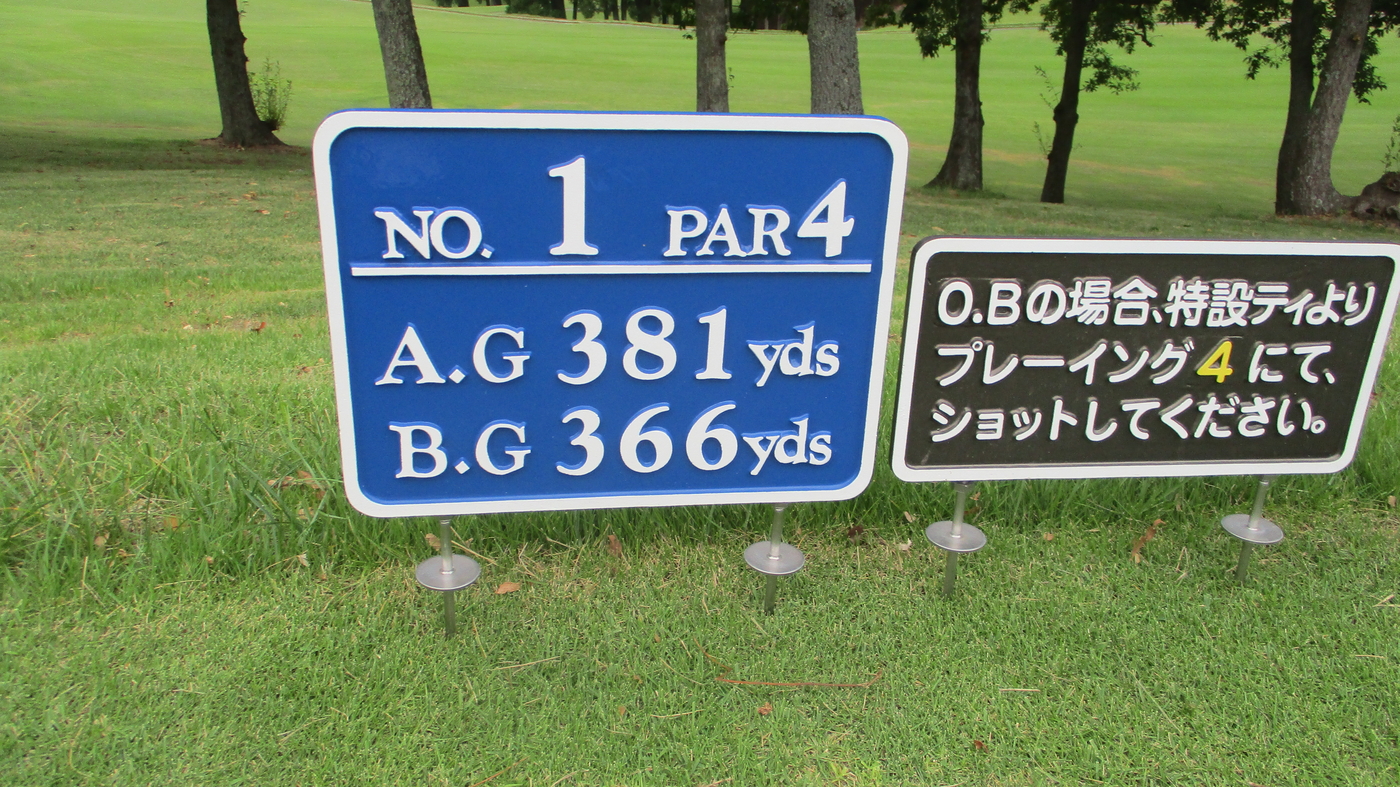 NO. 1 PAR 4
A.G 381 yds
B.G 366 yds
O.Bの場合、特設ティより
プレーイング4にて、
ショットしてください。